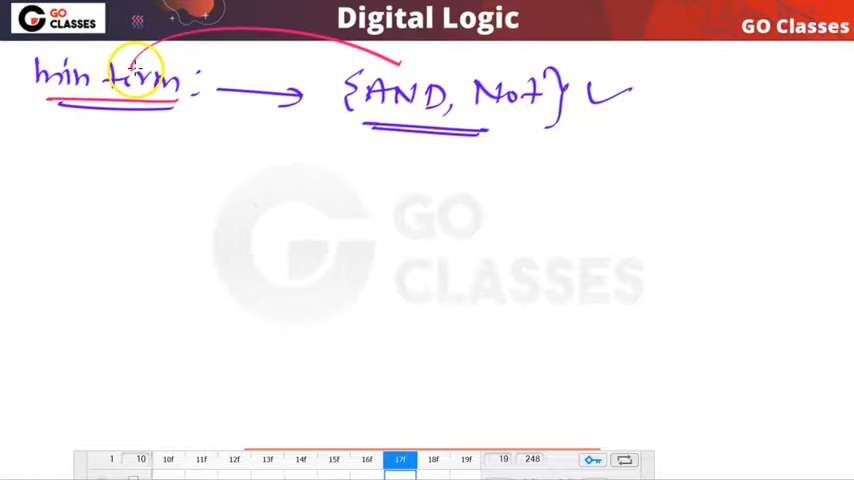 GO
CLASSES
Digital Logic
GO CLASSES
min term : → {AND, Not} ✓
GO
CLASSES
1 10 10f 11f 12f 13f 14f 15f 16f 17f 18f 19f 19 248